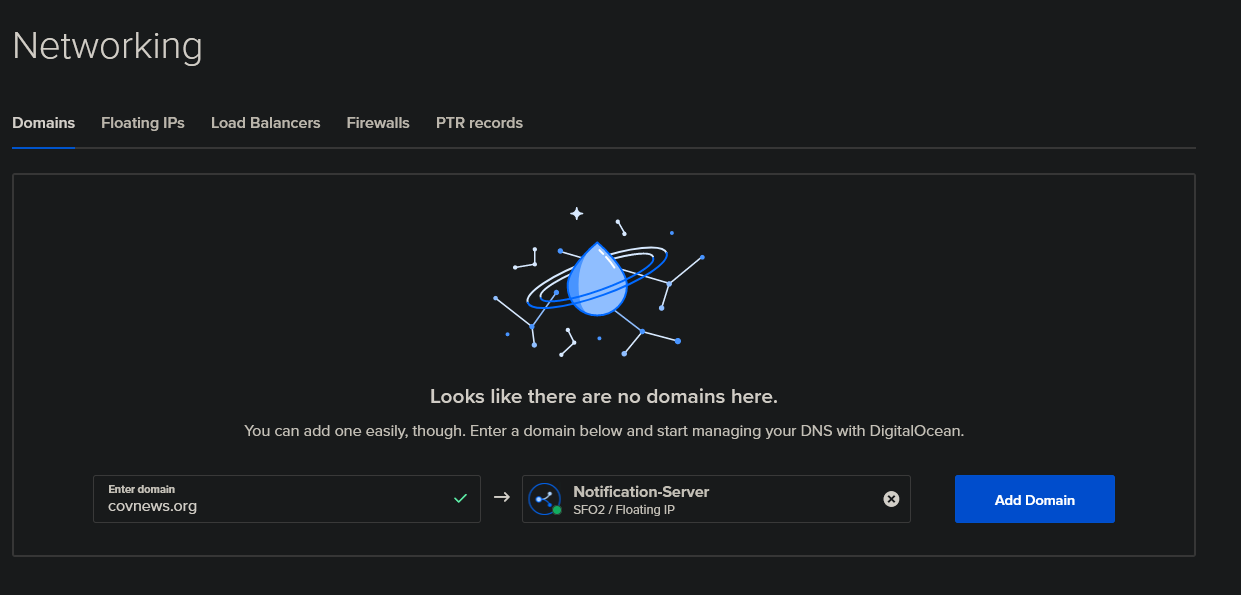 Networking
Domains Floating IPs Load Balancers Firewalls PTR records
Looks like there are no domains here.
You can add one easily, though. Enter a domain below and start managing your DNS with DigitalOcean.
Enter domain
covnews.org
Notification-Server
SFO2 / Floating IP
Add Domain